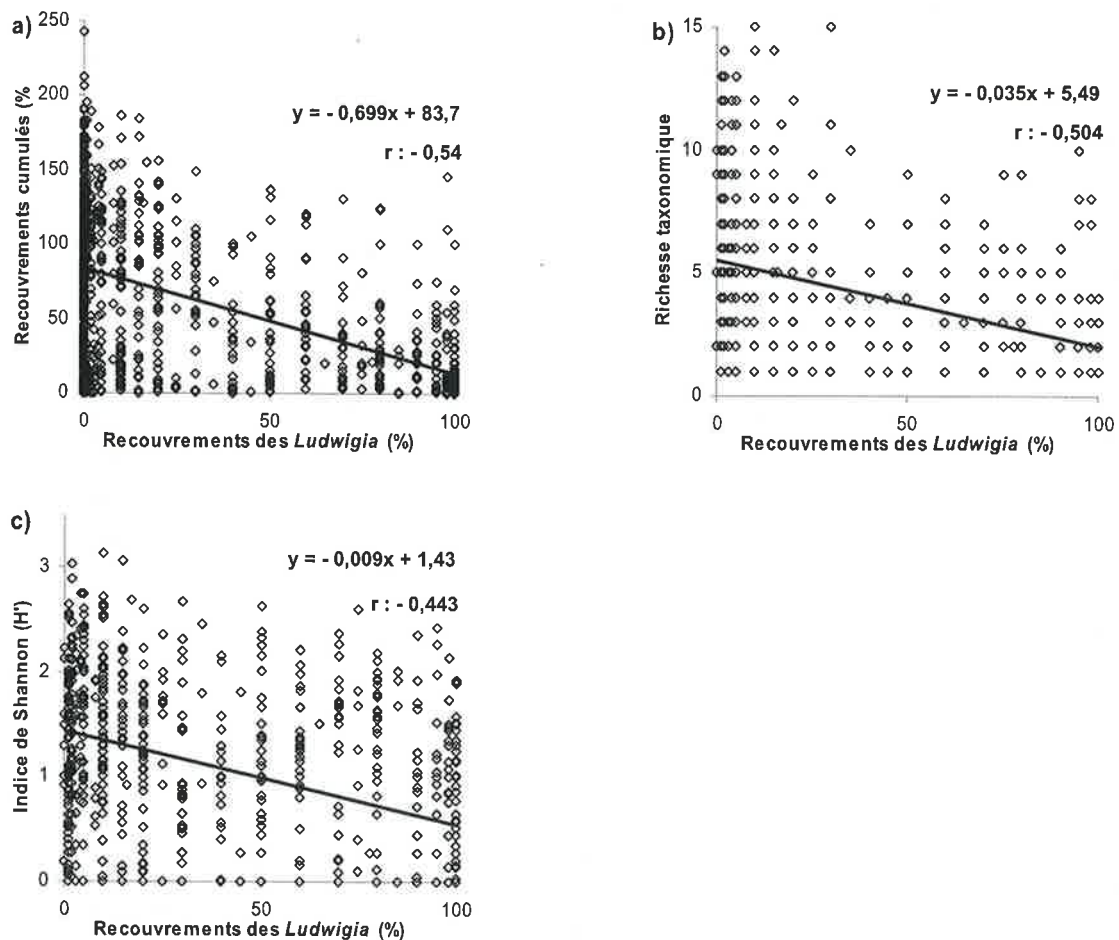 a)
250
200
150
100
50
0
Recouvrements cumulés (%
y = - 0,699x + 83,7
r : - 0,54
0 50 100
Recouvrements des Ludwigia (%)
b)
15
10
5
0
Richesse taxonomique
y = - 0,035x + 5,49
r : - 0,504
0 50 100
Recouvrements des Ludwigia (%)
c)
3
2
1
0
Indice de Shannon (H')
y = - 0,009x + 1,43
r : - 0,443
0 50 100
Recouvrements des Ludwigia (%)